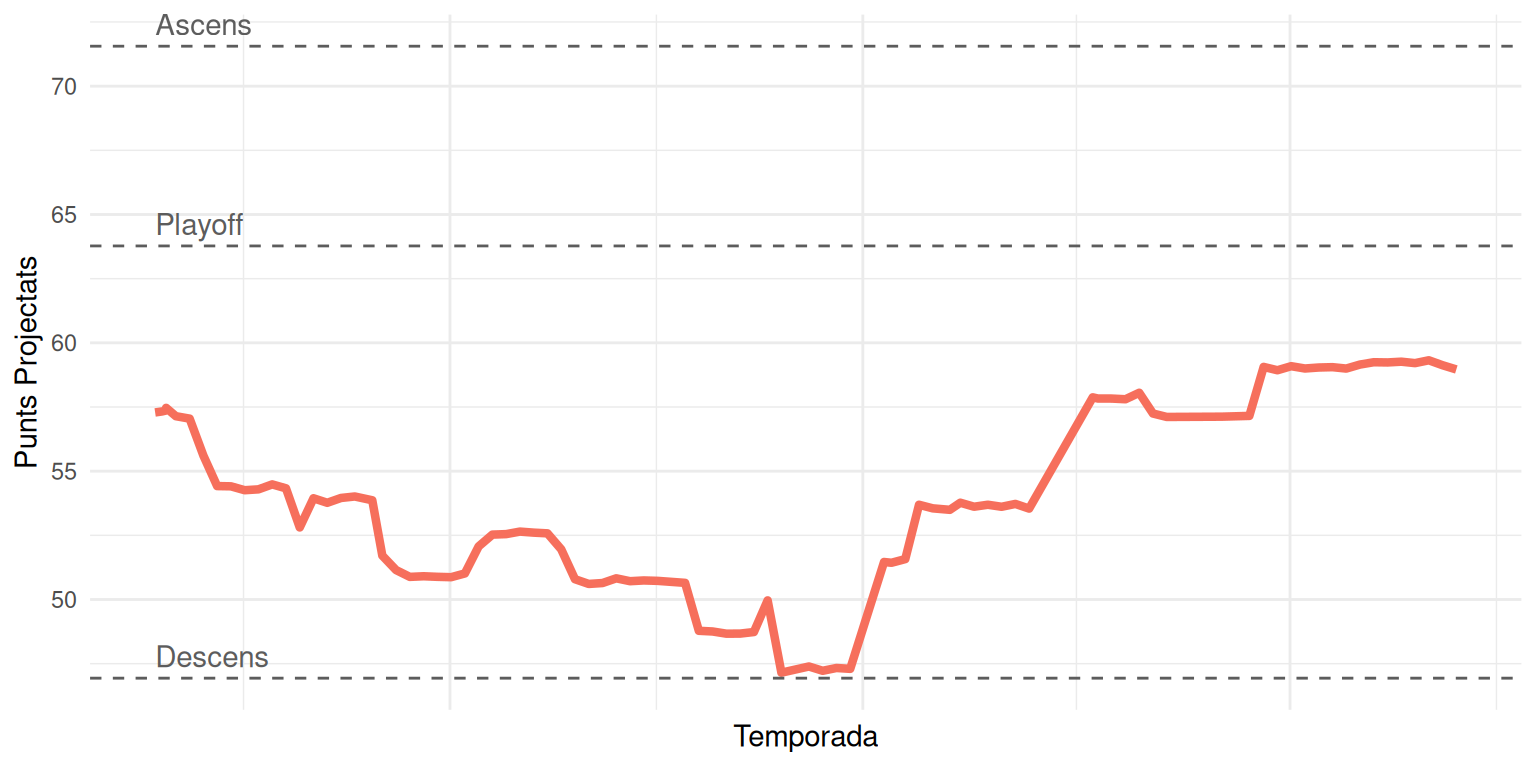 Ascens
70
65
Playoff
60
55
50
Descens
Punts Projectats
Temporada